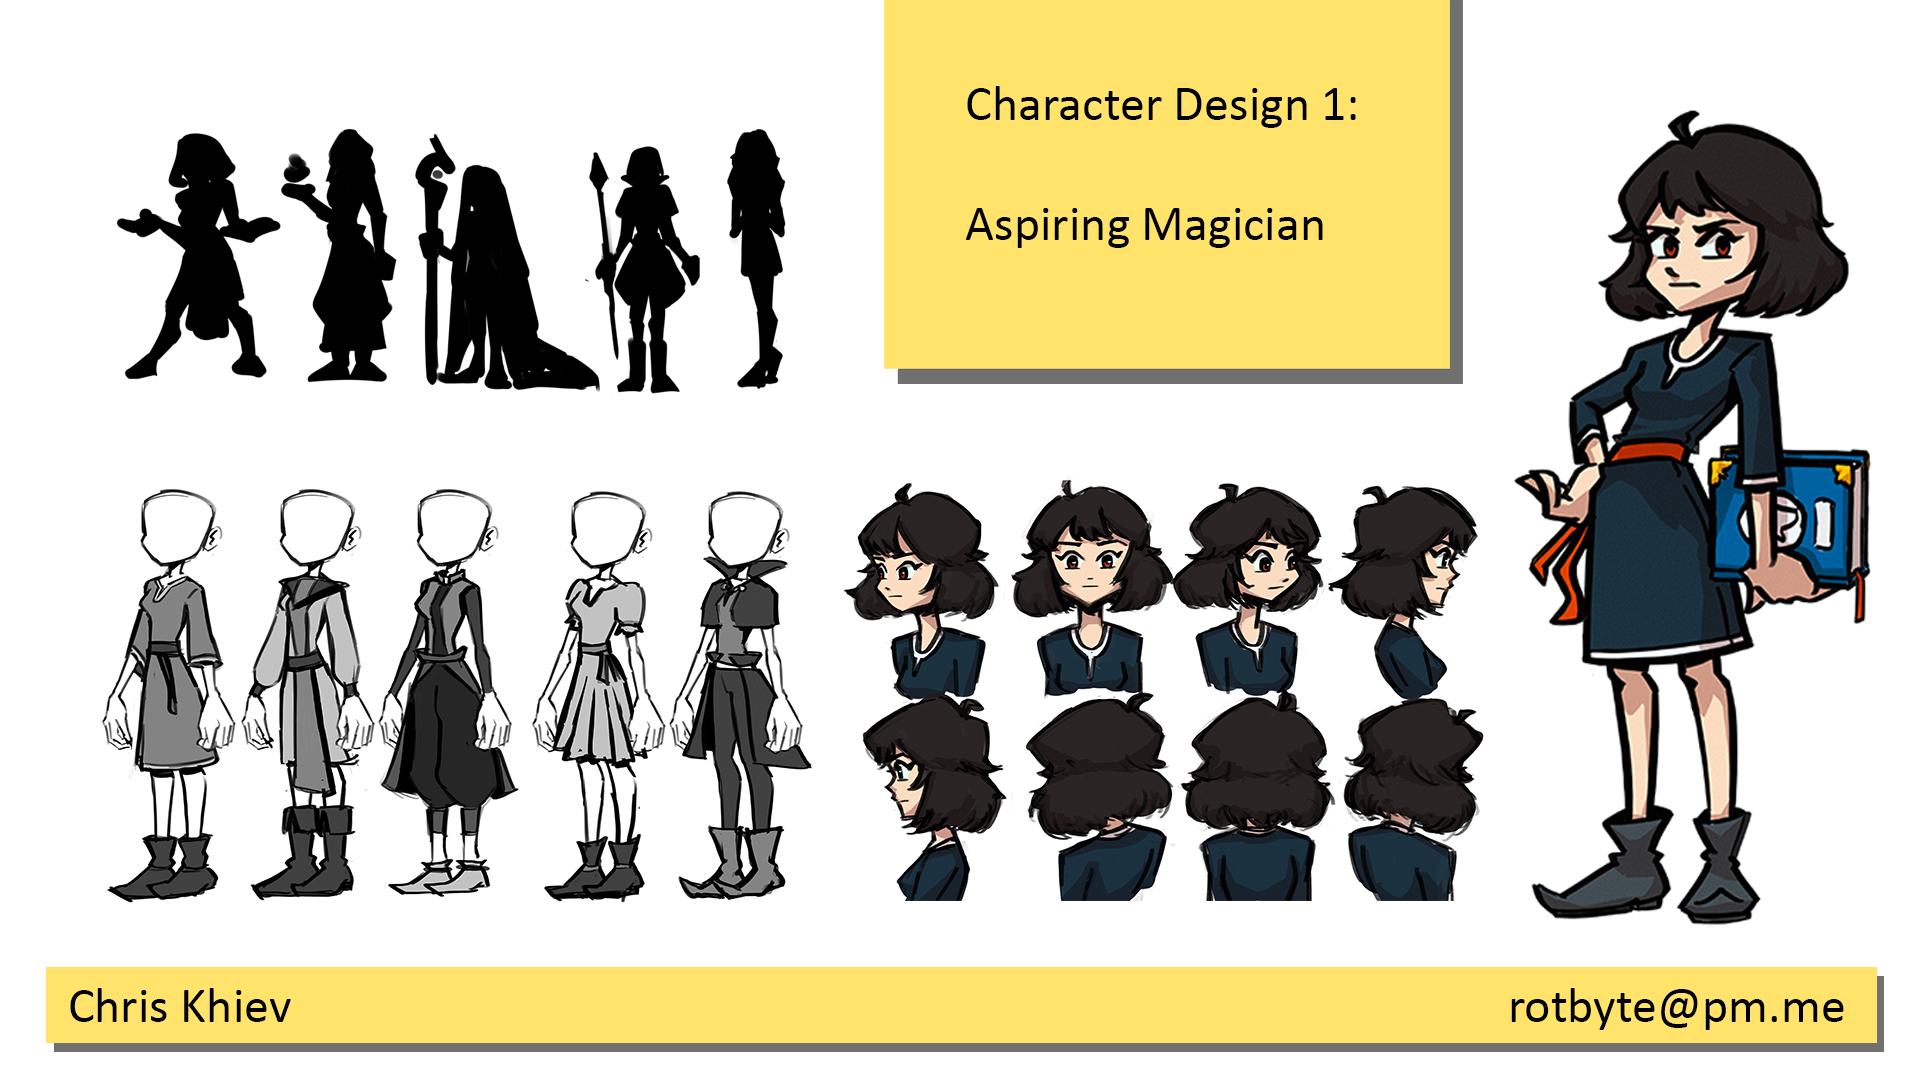 Character Design 1:
Aspiring Magician
Chris Khiev
rotbyte@pm.me